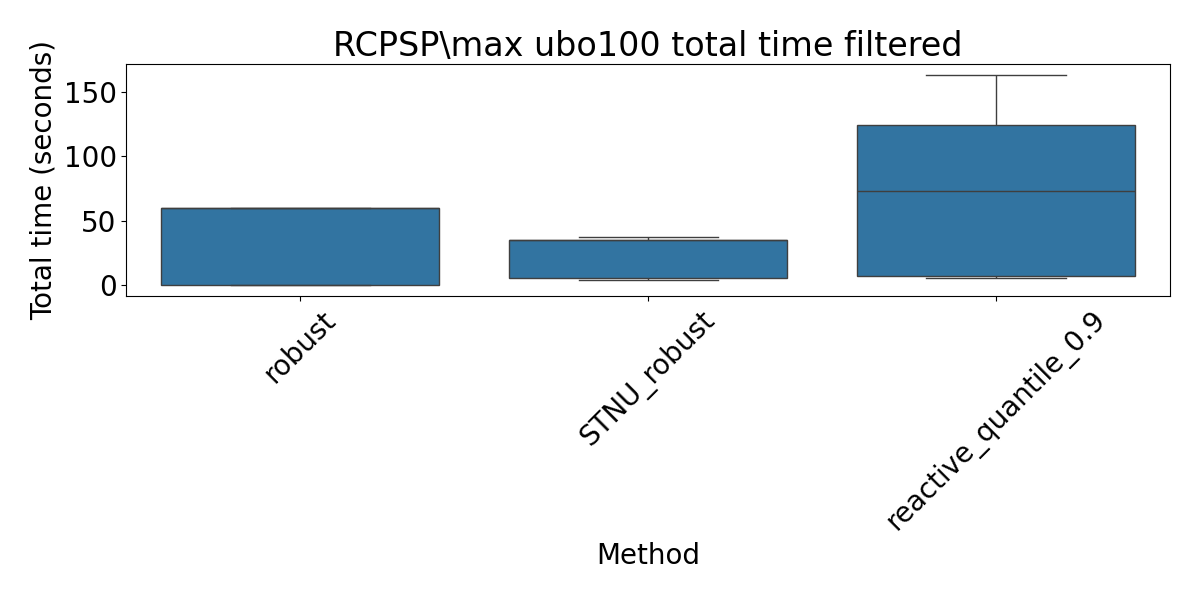 RCPSP\max ubo100 total time filtered
Total time (seconds)
150
100
50
0
robust
STNU_robust
reactive_quantile_0.9
Method